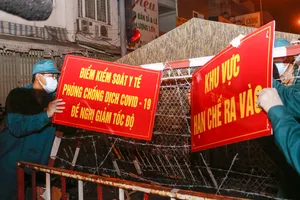 ĐIỂM KIỂM SOÁT Y TẾ
PHÒNG CHỐNG DỊCH COVID - 19
ĐỀ NGHỊ GIẢM TỐC ĐỘ
KHU VỰC
HẠN CHẾ RA VÀO